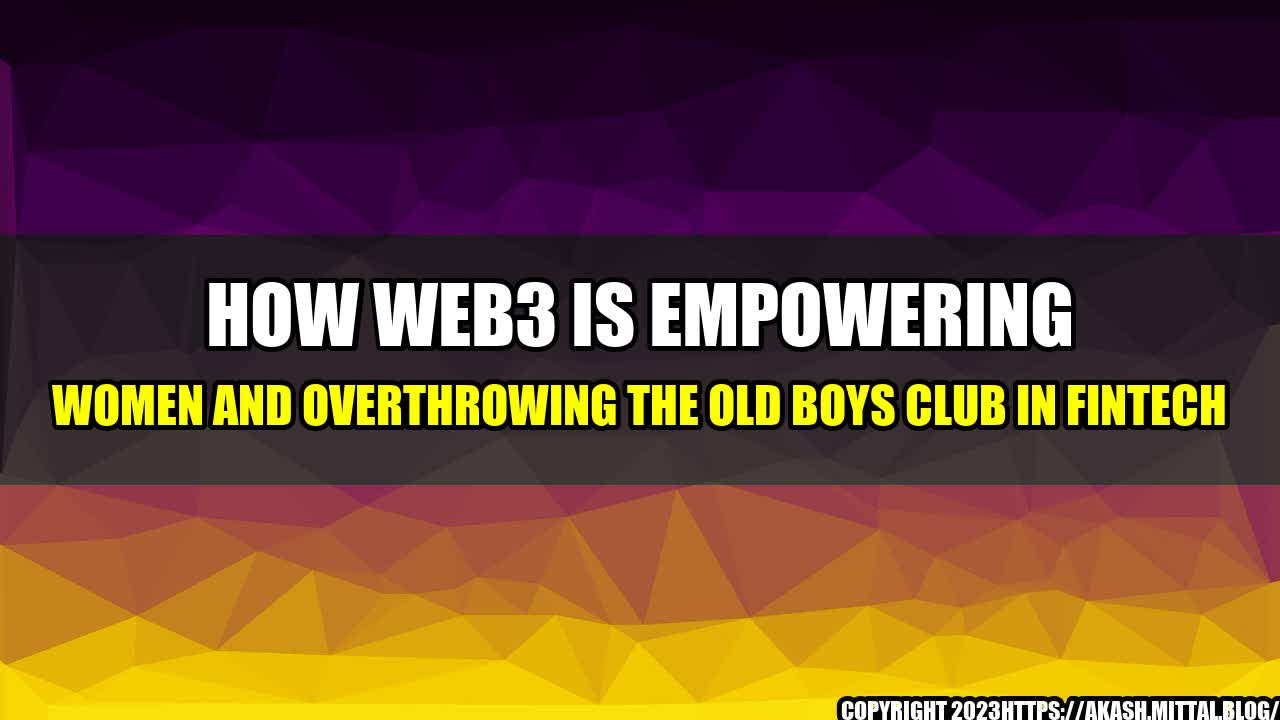 HOW WEB3 IS EMPOWERING
WOMEN AND OVERTHROWING THE OLD BOYS CLUB IN FINTECH
COPYRIGHT 2023HTTPS://AKASH.MITTAL.BLOG/